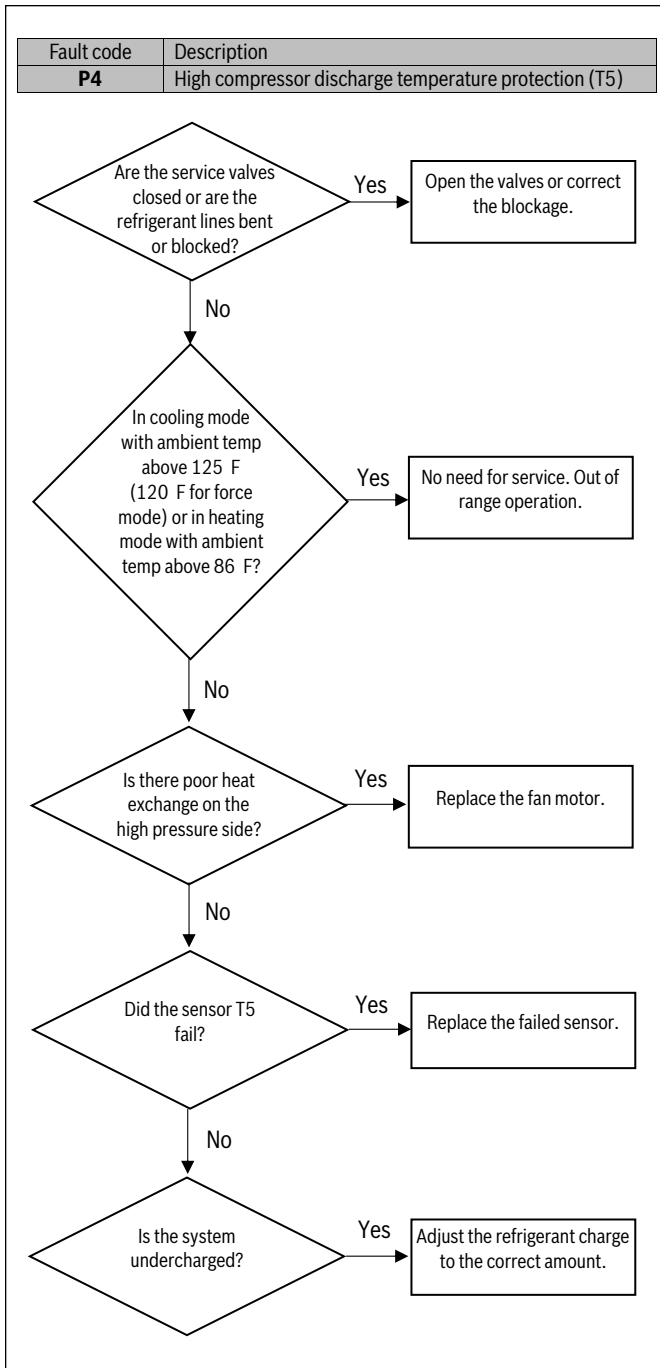 Fault code Description
P4 High compressor discharge temperature protection (T5)
Are the service valves
closed or are the
refrigerant lines bent
or blocked?
Yes
Open the valves or correct
the blockage.
No
In cooling mode
with ambient temp
above 125 F
(120 F for force
mode) or in heating
mode with ambient
temp above 86 F?
Yes
No need for service. Out of
range operation.
No
Is there poor heat
exchange on the
high pressure side?
Yes
Replace the fan motor.
No
Did the sensor T5
fail?
Yes
Replace the failed sensor.
No
Is the system
undercharged?
Yes
Adjust the refrigerant charge
to the correct amount.